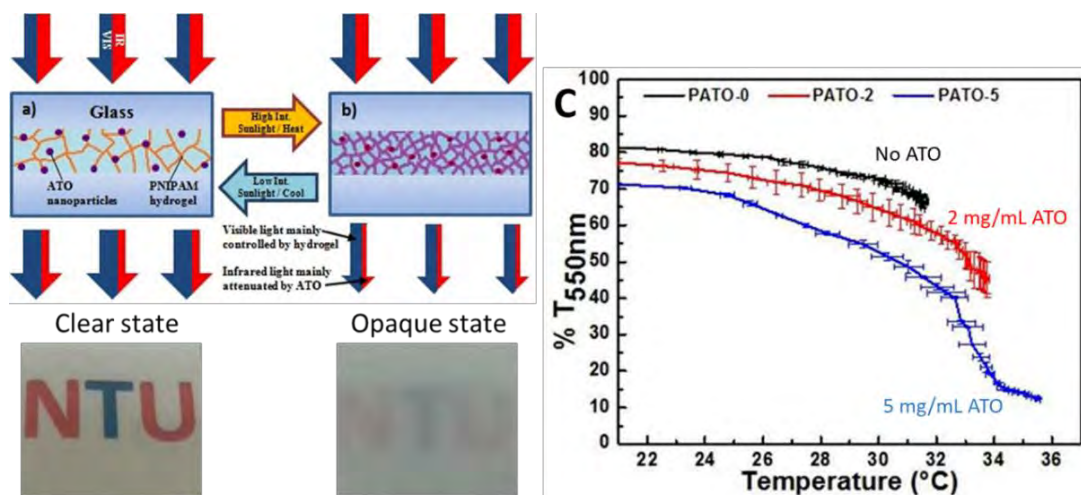 VIS
IR
a)
Glass
ATO
nanoparticles
PNIPAM
hydrogel
High Int.
Sunlight / Heat
Low Int.
Sunlight / Cool
b)
Visible light mainly
controlled by hydrogel
Infrared light mainly
attenuated by ATO
Clear state
Opaque state
NTU
NTU
C
PATO-0
PATO-2
PATO-5
No ATO
2 mg/mL ATO
5 mg/mL ATO
% T550nm
100
90
80
70
60
50
40
30
20
10
0
22 24 26 28 30 32 34 36
Temperature (°C)